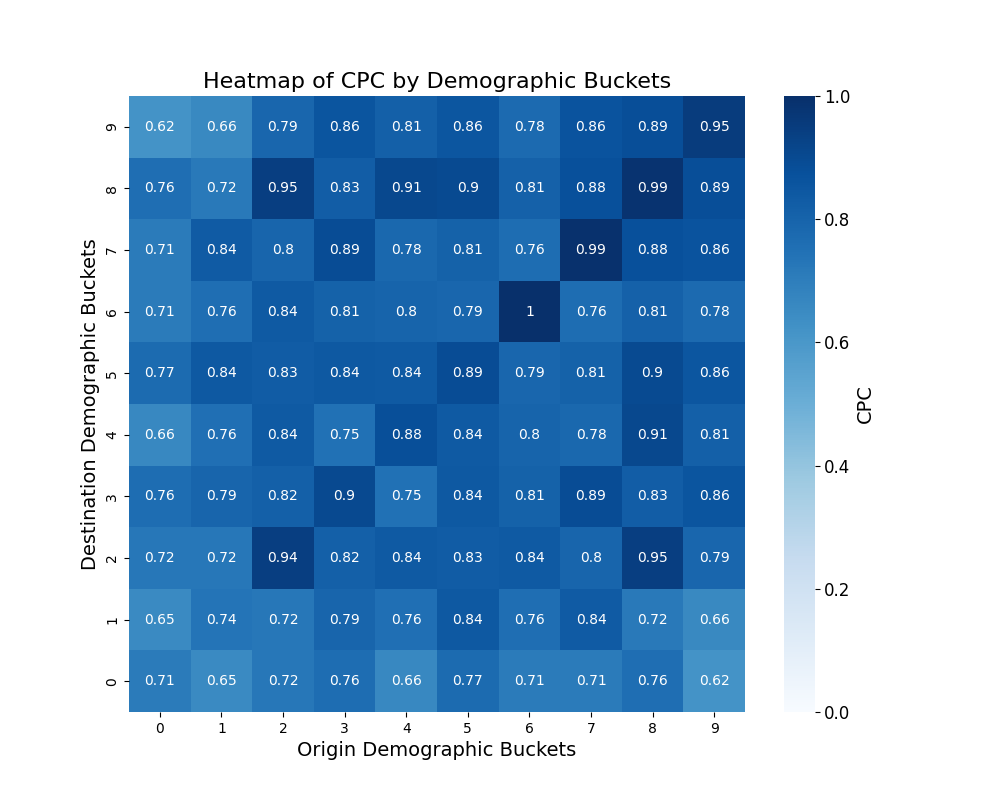 Heatmap of CPC by Demographic Buckets
9 0.62 0.66 0.79 0.86 0.81 0.86 0.78 0.86 0.89 0.95
8 0.76 0.72 0.95 0.83 0.91 0.9 0.81 0.88 0.99 0.89
7 0.71 0.84 0.8 0.89 0.78 0.81 0.76 0.99 0.88 0.86
6 0.71 0.76 0.84 0.81 0.8 0.79 1 0.76 0.81 0.78
5 0.77 0.84 0.83 0.84 0.84 0.89 0.79 0.81 0.9 0.86
4 0.66 0.76 0.84 0.75 0.88 0.84 0.8 0.78 0.91 0.81
3 0.76 0.79 0.82 0.9 0.75 0.84 0.81 0.89 0.83 0.86
2 0.72 0.72 0.94 0.82 0.84 0.83 0.84 0.8 0.95 0.79
1 0.65 0.74 0.72 0.79 0.76 0.84 0.76 0.84 0.72 0.66
0 0.71 0.65 0.72 0.76 0.66 0.77 0.71 0.71 0.76 0.62
0 1 2 3 4 5 6 7 8 9
Origin Demographic Buckets
Destination Demographic Buckets
1.0
0.8
0.6
0.4
0.2
0.0
CPC